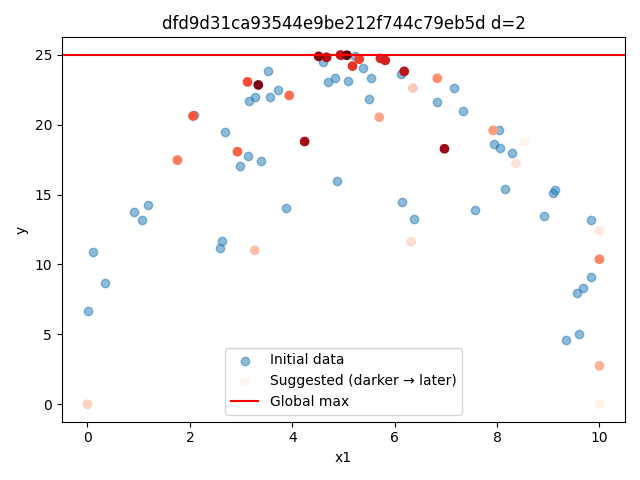 dfd9d31ca93544e9be212f744c79eb5d d=2
25
20
15
10
5
0
y
0
2
4
6
8
10
x1
Initial data
Suggested (darker → later)
Global max